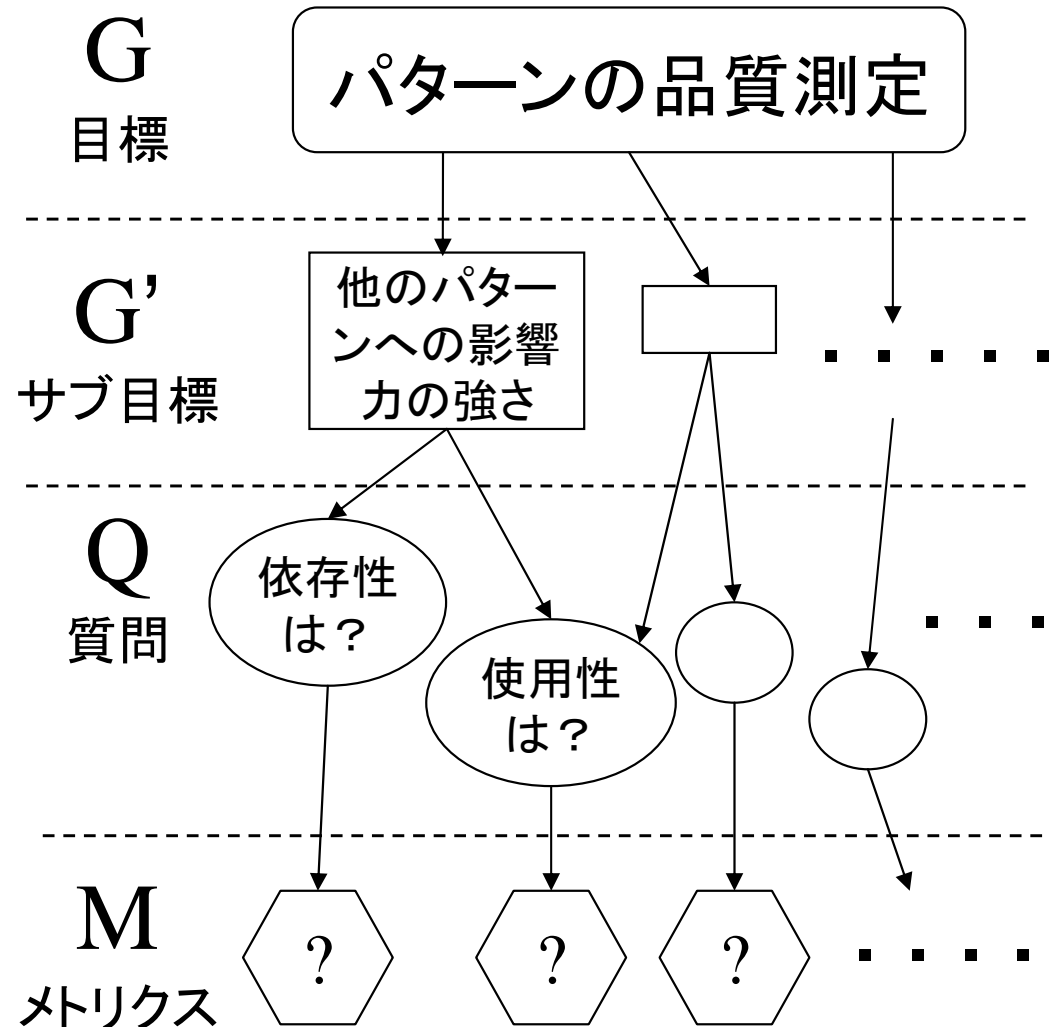 G
目標
パターンの品質測定
G’
サブ目標
他のパター
ンへの影響
力の強さ
・・・・・
Q
質問
依存性
は？
使用性
は？
・・・
M
メトリクス
?
?
?
・・・・